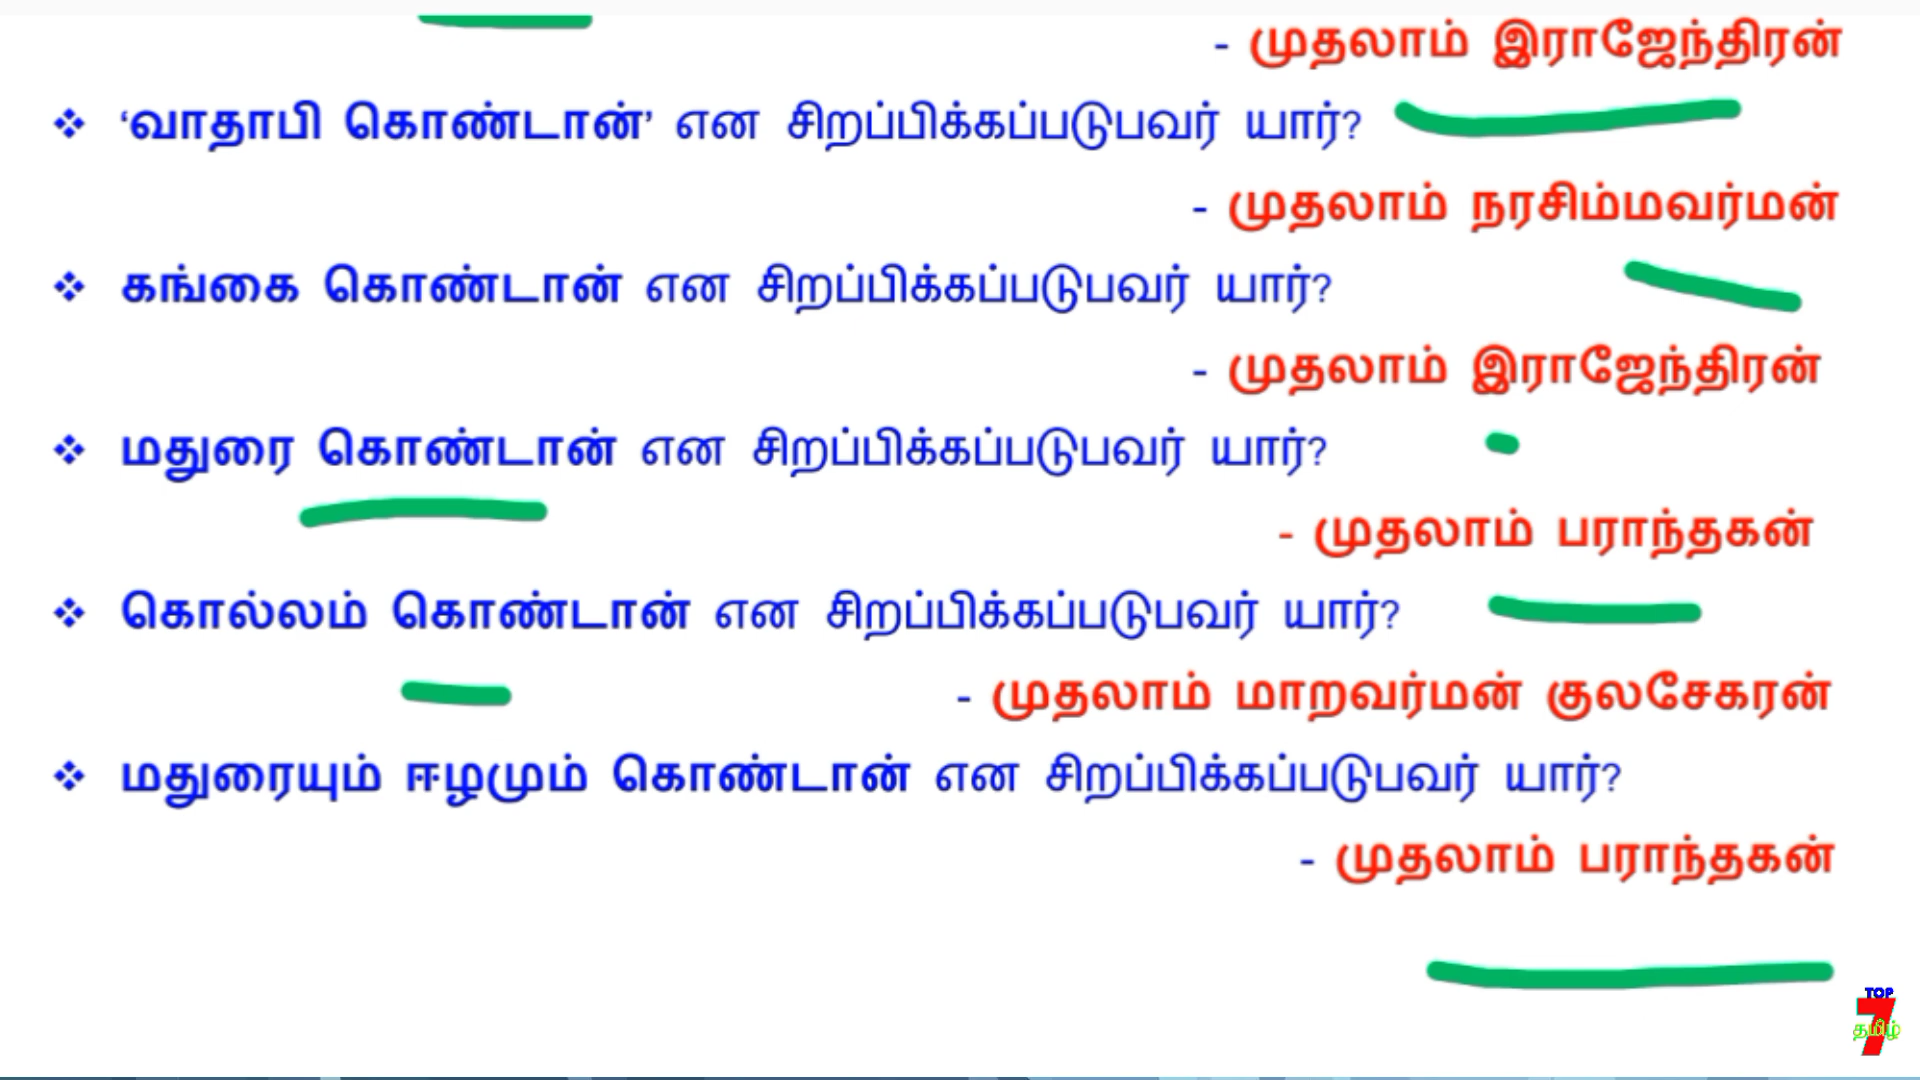 - முதலாம் இராஜேந்திரன்
❖ ‘வாதாபி கொண்டான்’ என சிறப்பிக்கப்படுபவர் யார்?
- முதலாம் நரசிம்மவர்மன்
❖ கங்கை கொண்டான் என சிறப்பிக்கப்படுபவர் யார்?
- முதலாம் இராஜேந்திரன்
❖ மதுரை கொண்டான் என சிறப்பிக்கப்படுபவர் யார்?
- முதலாம் பராந்தகன்
❖ கொல்லம் கொண்டான் என சிறப்பிக்கப்படுபவர் யார்?
- முதலாம் மாறவர்மன் குலசேகரன்
❖ மதுரையும் ஈழமும் கொண்டான் என சிறப்பிக்கப்படுபவர் யார்?
- முதலாம் பராந்தகன்
TOP
7
தமிழ்